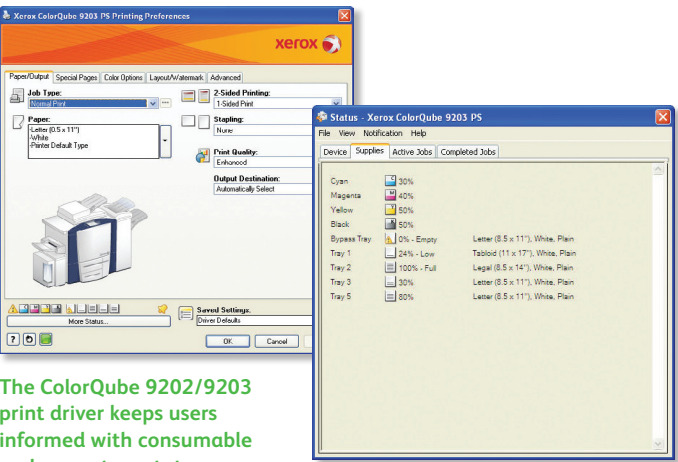 Xerox ColorQube 9203 PS Printing Preferences
xerox
Paper/Output Special Pages Color Options Layout/Watermark Advanced
Job Type:
Normal Print
Paper:
-Letter (8.5 x 11")
-White
-Printer Default Type
2-Sided Printing:
1-Sided Print
Stapling:
None
Print Quality:
Enhanced
Output Destination:
Automatically Select
More Status...
Saved Settings:
Driver Defaults
OK Cancel
Status - Xerox ColorQube 9203 PS
File View Notification Help
Device Supplies Active Jobs Completed Jobs
Cyan 30%
Magenta 40%
Yellow 50%
Black 50%
Bypass Tray 0% - Empty Letter (8.5 x 11"), White, Plain
Tray 1 24% - Low Tabloid (11 x 17"), White, Plain
Tray 2 100% - Full Legal (8.5 x 14"), White, Plain
Tray 3 30% Letter (8.5 x 11"), White, Plain
Tray 5 80% Letter (8.5 x 11"), White, Plain
The ColorQube 9202/9203
print driver keeps users
informed with consumable